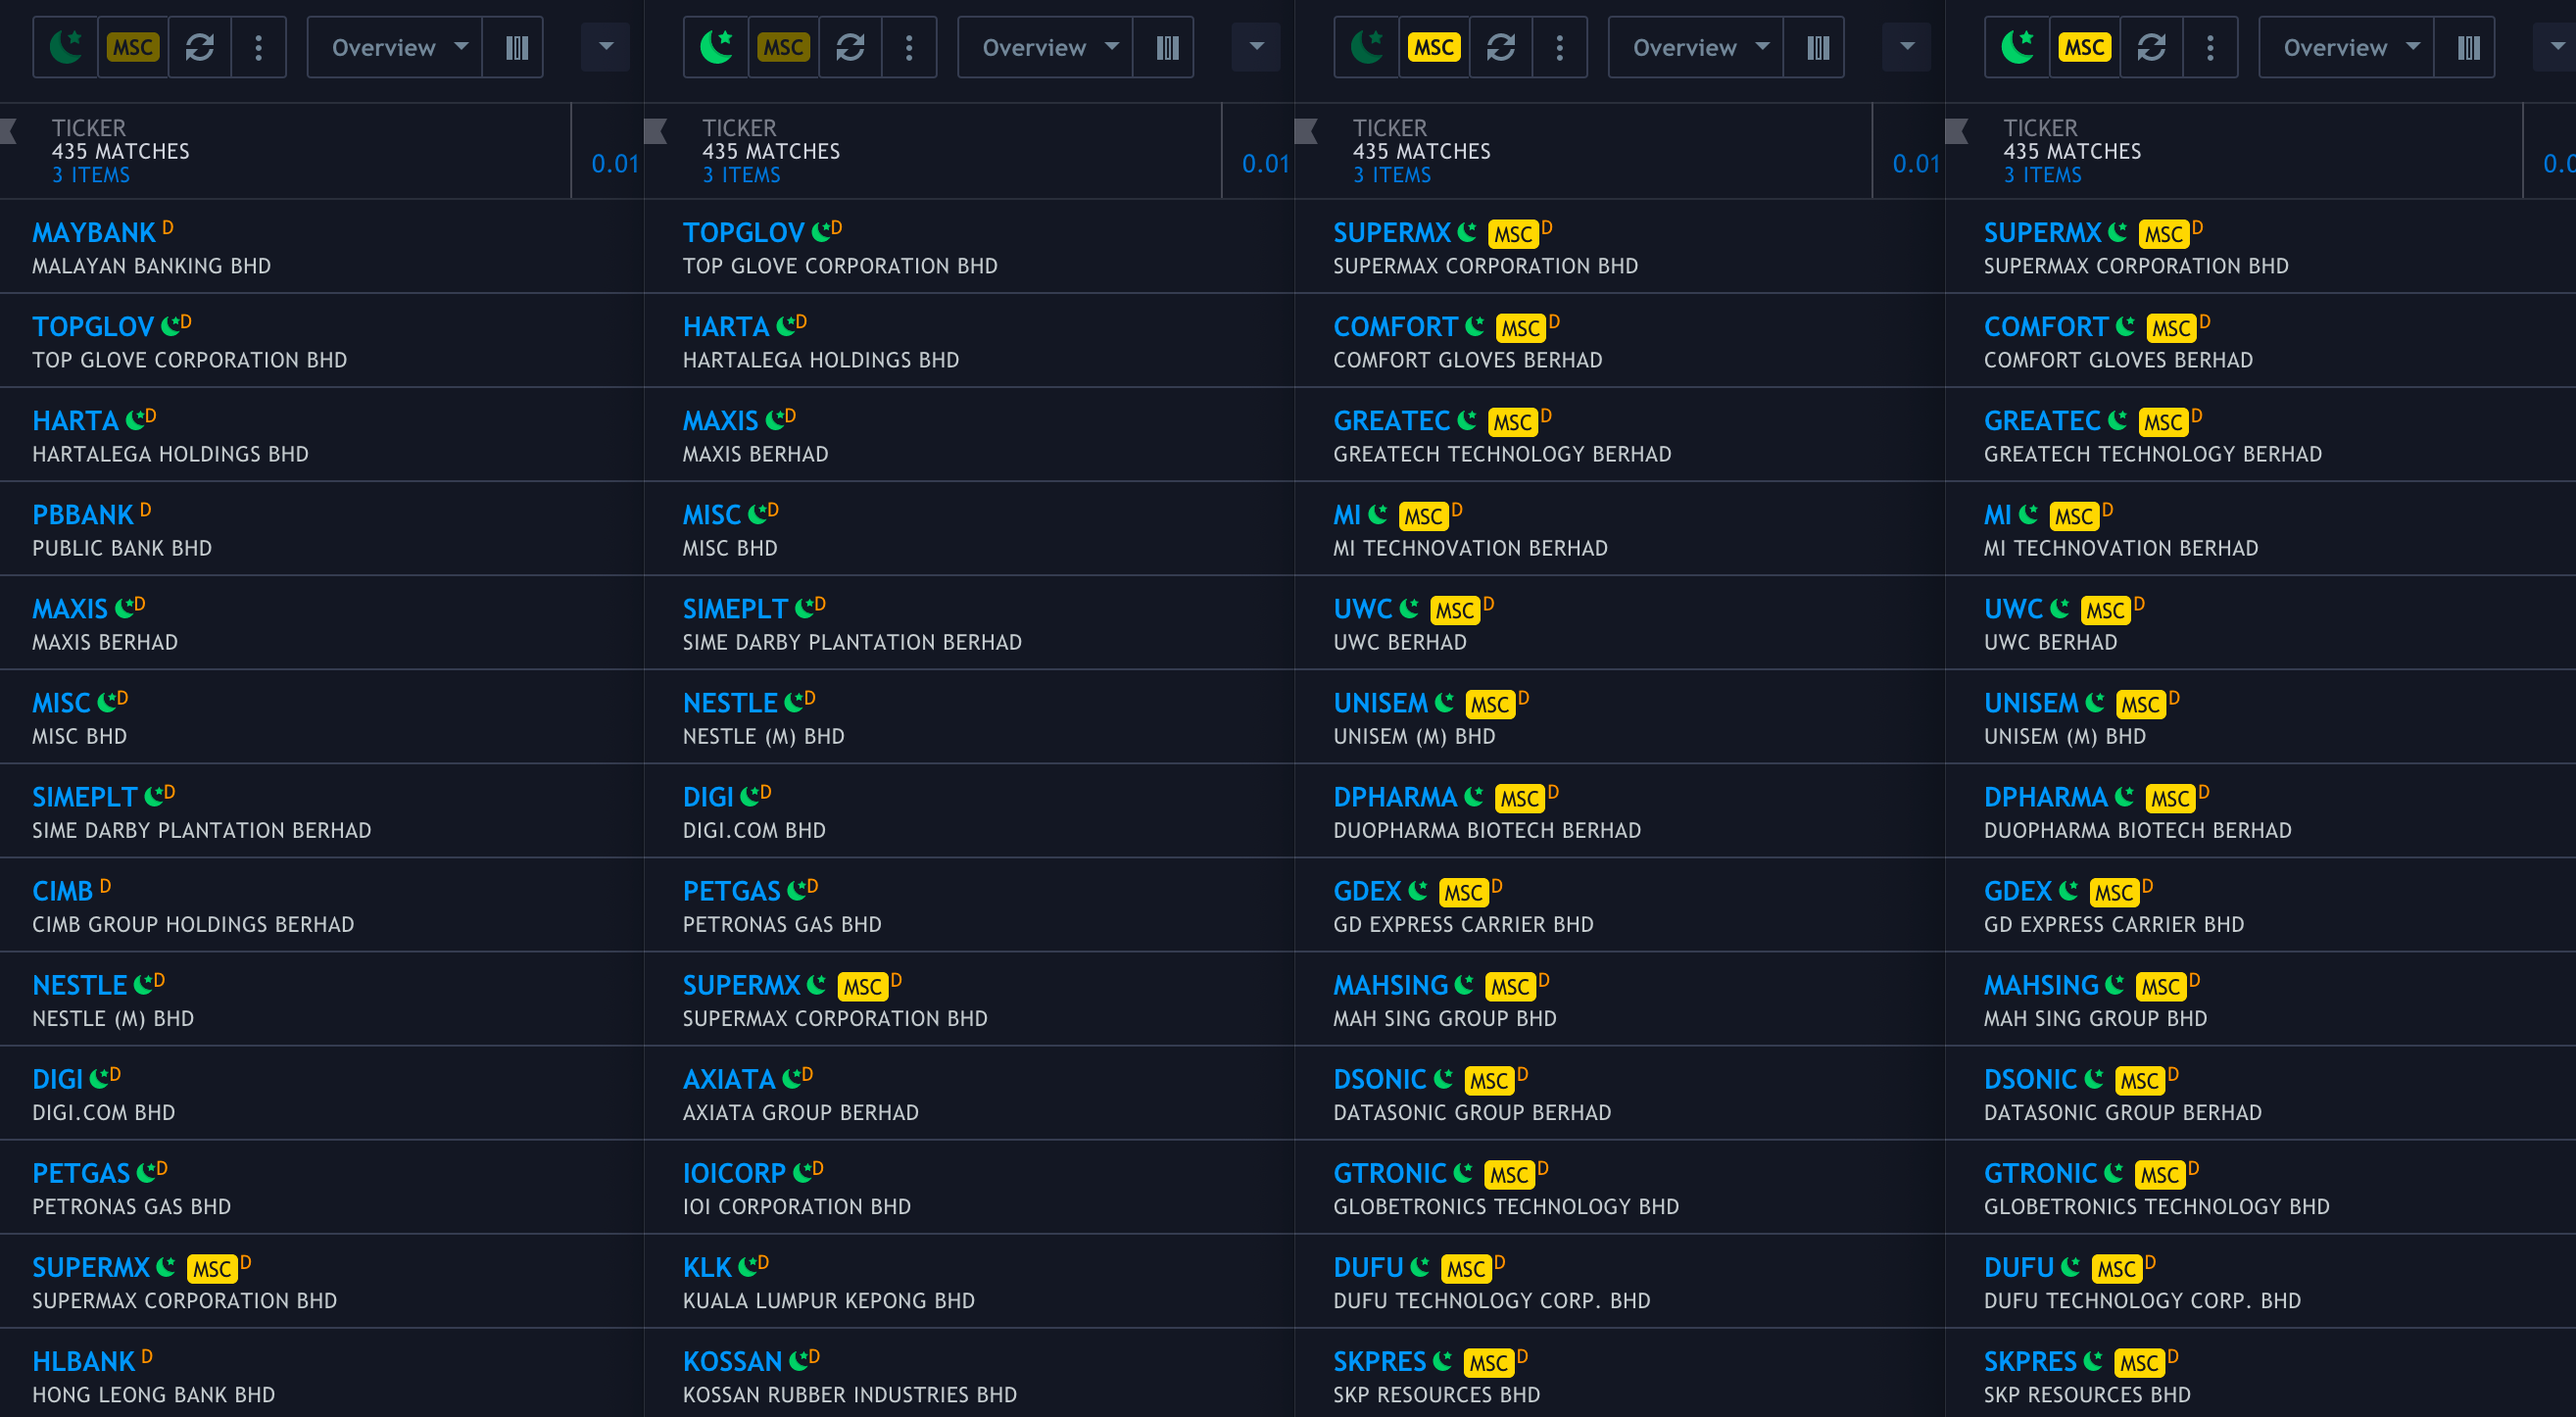 MSC
Overview
TICKER
435 MATCHES
3 ITEMS
0.01
MAYBANK D
MALAYAN BANKING BHD
TOPGLOV D
TOP GLOVE CORPORATION BHD
HARTA D
HARTALEGA HOLDINGS BHD
PBBANK D
PUBLIC BANK BHD
MAXIS D
MAXIS BERHAD
MISC D
MISC BHD
SIMEPLT D
SIME DARBY PLANTATION BERHAD
CIMB D
CIMB GROUP HOLDINGS BERHAD
NESTLE D
NESTLE (M) BHD
DIGI D
DIGI.COM BHD
PETGAS D
PETRONAS GAS BHD
SUPERMX MSC D
SUPERMAX CORPORATION BHD
HLBANK D
HONG LEONG BANK BHD
MSC
Overview
TICKER
435 MATCHES
3 ITEMS
0.01
TOPGLOV D
TOP GLOVE CORPORATION BHD
HARTA D
HARTALEGA HOLDINGS BHD
MAXIS D
MAXIS BERHAD
MISC D
MISC BHD
SIMEPLT D
SIME DARBY PLANTATION BERHAD
NESTLE D
NESTLE (M) BHD
DIGI D
DIGI.COM BHD
PETGAS D
PETRONAS GAS BHD
SUPERMX MSC D
SUPERMAX CORPORATION BHD
AXIATA D
AXIATA GROUP BERHAD
IOICORP D
IOI CORPORATION BHD
KLK D
KUALA LUMPUR KEPONG BHD
KOSSAN D
KOSSAN RUBBER INDUSTRIES BHD
MSC
Overview
TICKER
435 MATCHES
3 ITEMS
0.01
SUPERMX MSC D
SUPERMAX CORPORATION BHD
COMFORT MSC D
COMFORT GLOVES BERHAD
GREATEC MSC D
GREATECH TECHNOLOGY BERHAD
MI MSC D
MI TECHNOVATION BERHAD
UWC MSC D
UWC BERHAD
UNISEM MSC D
UNISEM (M) BHD
DPHARMA MSC D
DUOPHARMA BIOTECH BERHAD
GDEX MSC D
GD EXPRESS CARRIER BHD
MAHSING MSC D
MAH SING GROUP BHD
DSONIC MSC D
DATASONIC GROUP BERHAD
GTRONIC MSC D
GLOBETRONICS TECHNOLOGY BHD
DUFU MSC D
DUFU TECHNOLOGY CORP. BHD
SKPRES MSC D
SKP RESOURCES BHD
MSC
Overview
TICKER
435 MATCHES
3 ITEMS
SUPERMX MSC D
SUPERMAX CORPORATION BHD
COMFORT MSC D
COMFORT GLOVES BERHAD
GREATEC MSC D
GREATECH TECHNOLOGY BERHAD
MI MSC D
MI TECHNOVATION BERHAD
UWC MSC D
UWC BERHAD
UNISEM MSC D
UNISEM (M) BHD
DPHARMA MSC D
DUOPHARMA BIOTECH BERHAD
GDEX MSC D
GD EXPRESS CARRIER BHD
MAHSING MSC D
MAH SING GROUP BHD
DSONIC MSC D
DATASONIC GROUP BERHAD
GTRONIC MSC D
GLOBETRONICS TECHNOLOGY BHD
DUFU MSC D
DUFU TECHNOLOGY CORP. BHD
SKPRES MSC D
SKP RESOURCES BHD